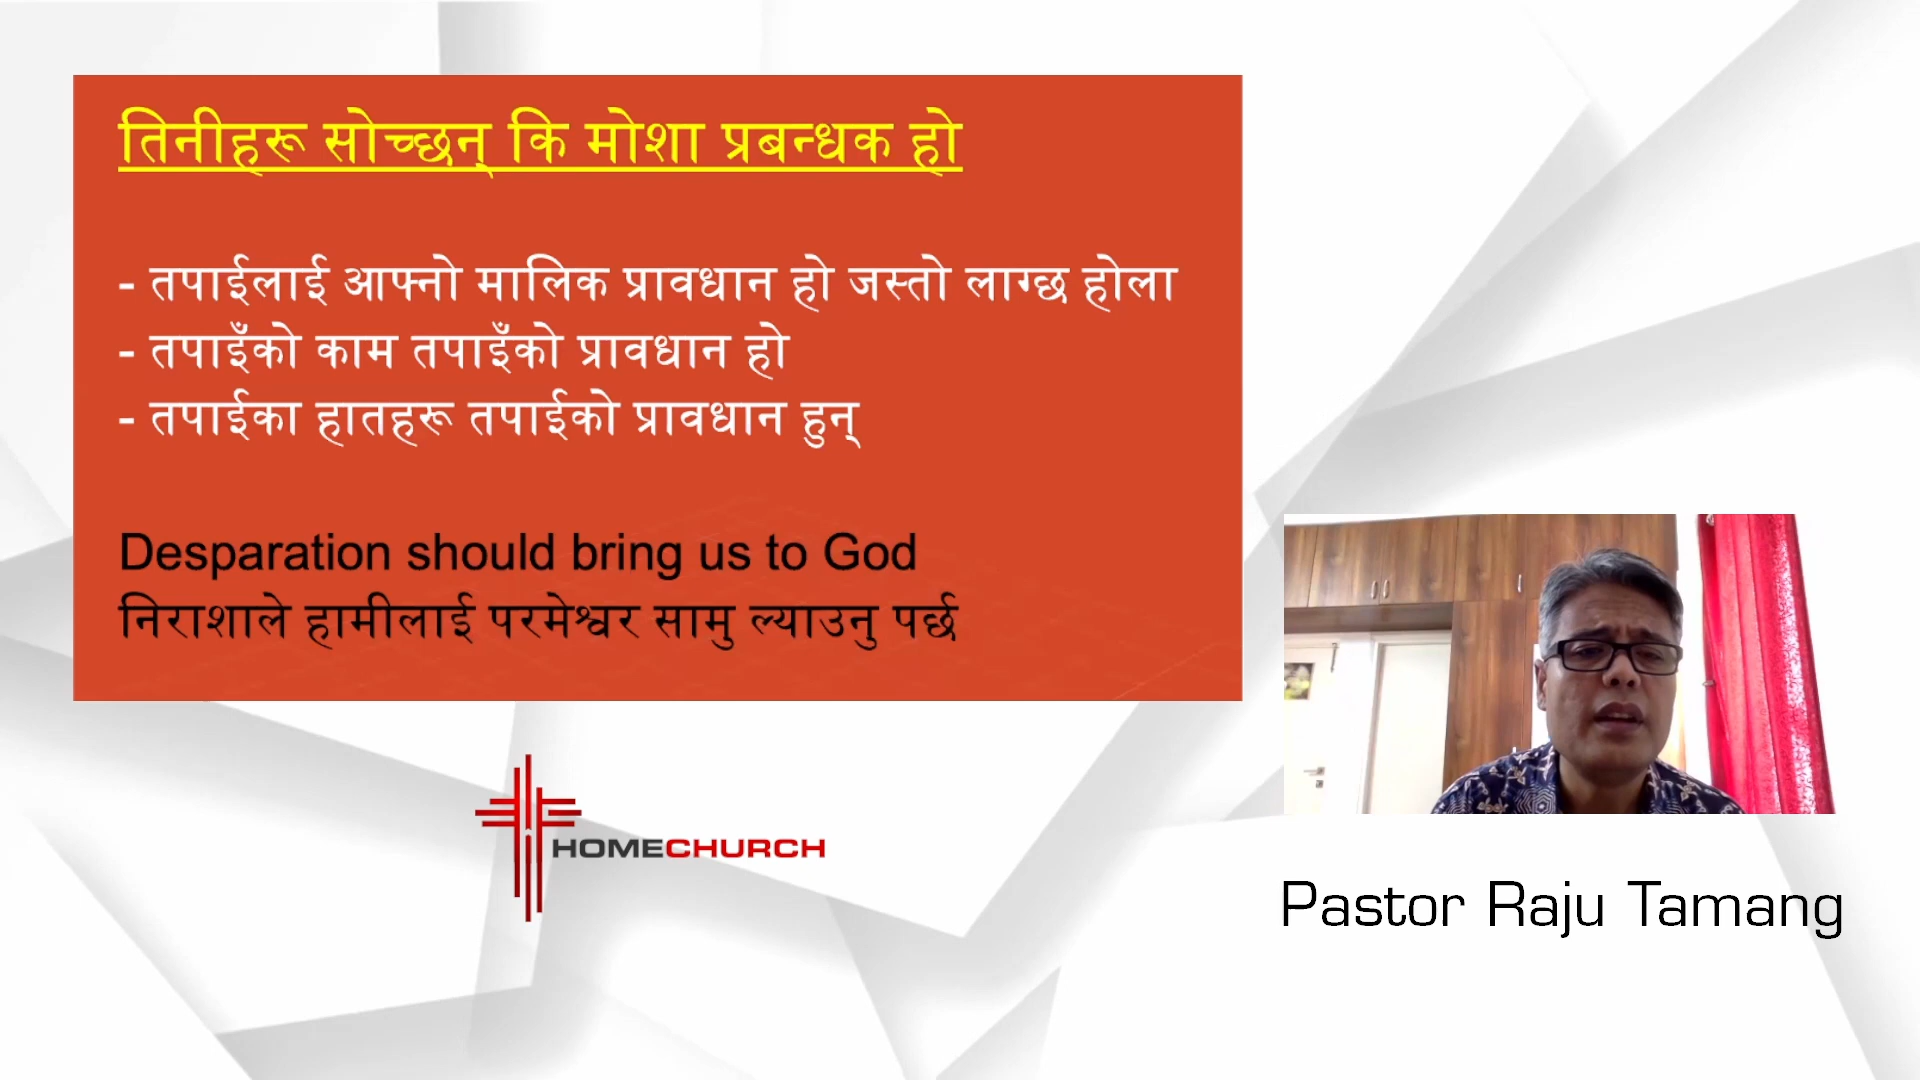 तिनीहरू सोच्छन् कि मोशा प्रबन्धक हो
- तपाईलाई आफ्नो मालिक प्रावधान हो जस्तो लाग्छ होला
- तपाइँको काम तपाइँको प्रावधान हो
- तपाईका हातहरू तपाईको प्रावधान हुन्
Desparation should bring us to God
निराशाले हामीलाई परमेश्वर सामु ल्याउनु पर्छ
HOMECHURCH
Pastor Raju Tamang